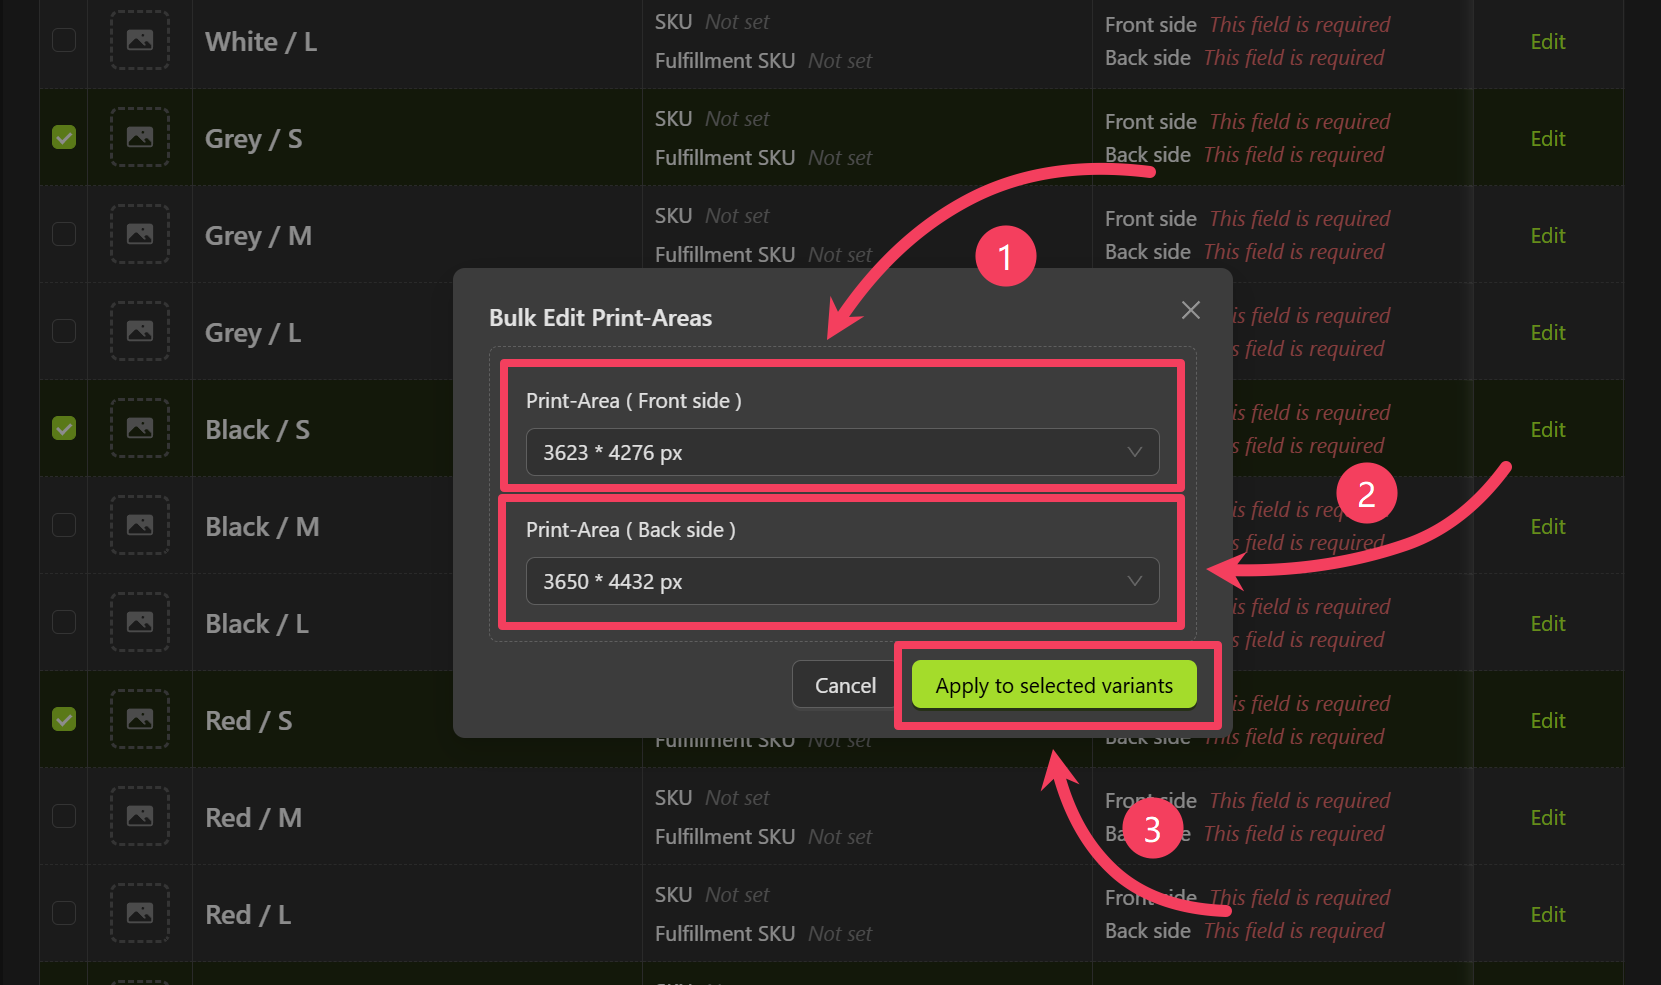 White / L
SKU Not set
Fulfillment SKU Not set
Front side This field is required
Back side This field is required
Edit
Grey / S
SKU Not set
Fulfillment SKU Not set
Front side This field is required
Back side This field is required
Edit
Grey / M
SKU Not set
Fulfillment SKU Not set
Front side This field is required
Back side This field is required
Edit
1
Grey / L
is field is required
s field is required
Edit
Black / S
is field is required
s field is required
Edit
Black / M
is field is req
s field is required
Edit
2
Black / L
is field is required
s field is required
Edit
Red / S
Fulfillment SKU Not set
is field is required
Back side This field is required
Edit
Bulk Edit Print-Areas
Print-Area ( Front side )
3623 * 4276 px
Print-Area ( Back side )
3650 * 4432 px
Cancel
Apply to selected variants
Red / M
SKU Not set
Fulfillment SKU Not set
Front side This field is required
Ba e This field is required
Edit
3
Red / L
SKU Not set
Fulfillment SKU Not set
Front side This field is required
Back side This field is required
Edit